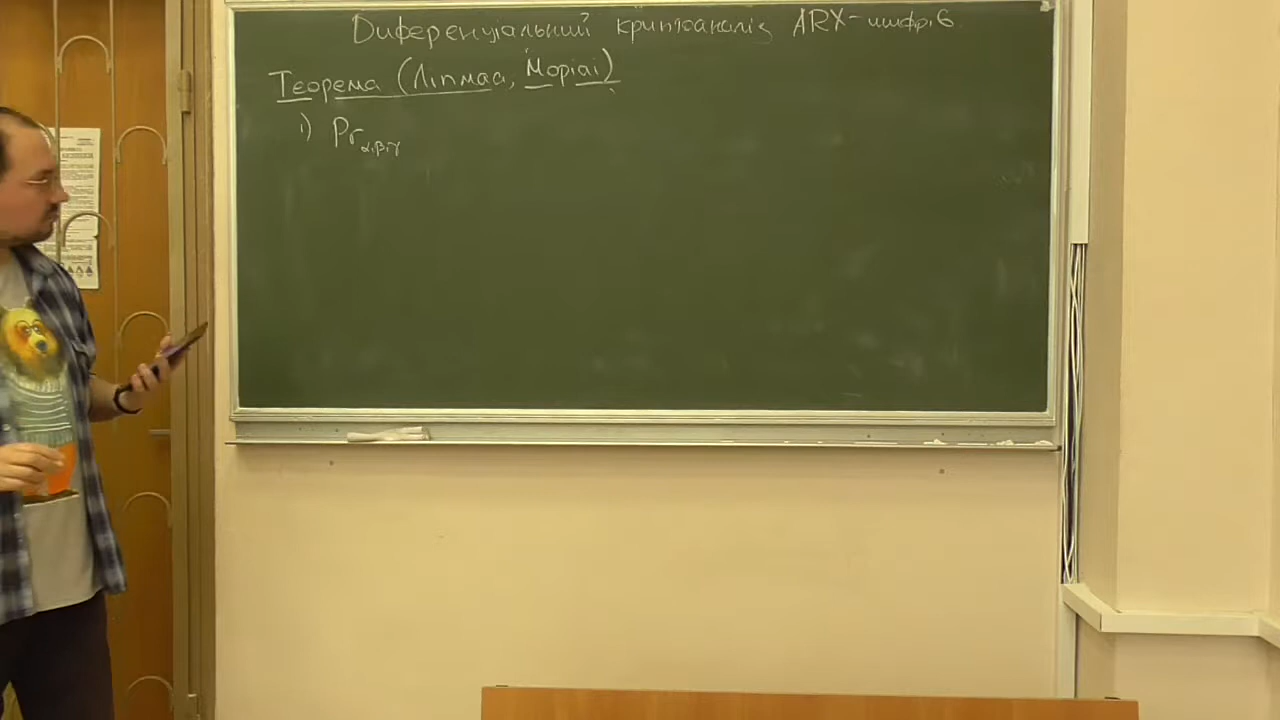 Диференціальний криптоаналіз ARX-шифрів
Теорема (Ліпмаа, Моріаі)
1) Pr α,β,γ